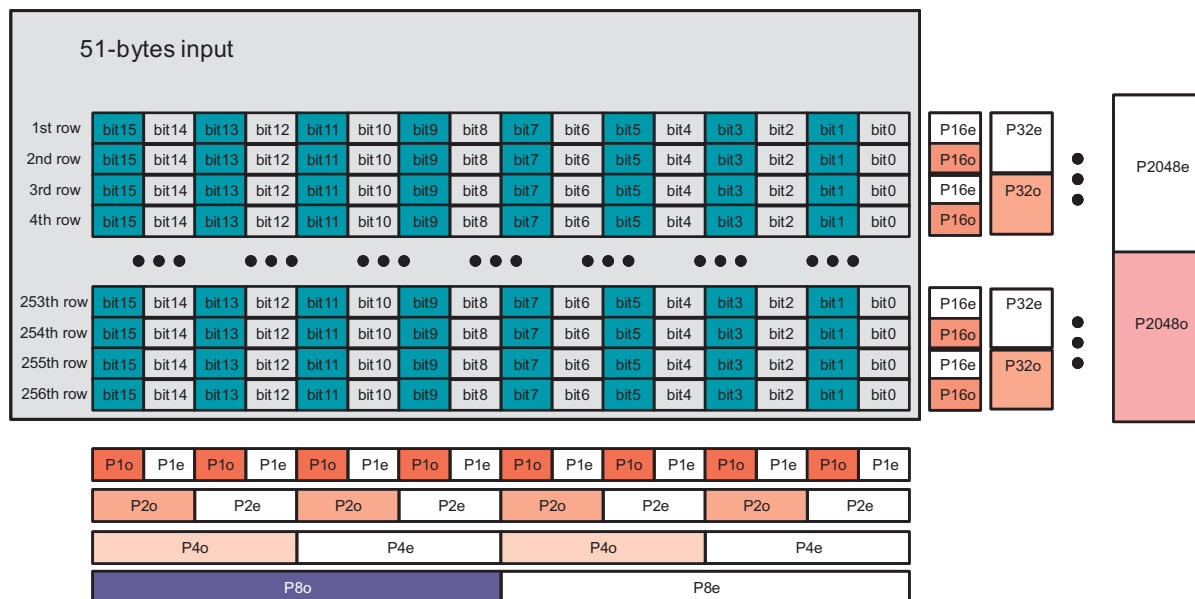 51-bytes input
1st row bit15 bit14 bit13 bit12 bit11 bit10 bit9 bit8 bit7 bit6 bit5 bit4 bit3 bit2 bit1 bit0 P16e P32e
2nd row bit15 bit14 bit13 bit12 bit11 bit10 bit9 bit8 bit7 bit6 bit5 bit4 bit3 bit2 bit1 bit0 P16o P2048e
3rd row bit15 bit14 bit13 bit12 bit11 bit10 bit9 bit8 bit7 bit6 bit5 bit4 bit3 bit2 bit1 bit0 P16e P32o
4th row bit15 bit14 bit13 bit12 bit11 bit10 bit9 bit8 bit7 bit6 bit5 bit4 bit3 bit2 bit1 bit0 P16o
253th row bit15 bit14 bit13 bit12 bit11 bit10 bit9 bit8 bit7 bit6 bit5 bit4 bit3 bit2 bit1 bit0 P16e P32e
254th row bit15 bit14 bit13 bit12 bit11 bit10 bit9 bit8 bit7 bit6 bit5 bit4 bit3 bit2 bit1 bit0 P16o P2048o
255th row bit15 bit14 bit13 bit12 bit11 bit10 bit9 bit8 bit7 bit6 bit5 bit4 bit3 bit2 bit1 bit0 P16e P32o
256th row bit15 bit14 bit13 bit12 bit11 bit10 bit9 bit8 bit7 bit6 bit5 bit4 bit3 bit2 bit1 bit0 P16o
P1o P1e P1o P1e P1o P1e P1o P1e P1o P1e P1o P1e P1o P1e P1o P1e
P2o P2e P2o P2e P2o P2e P2o P2e
P4o P4e P4o P4e
P8o P8e